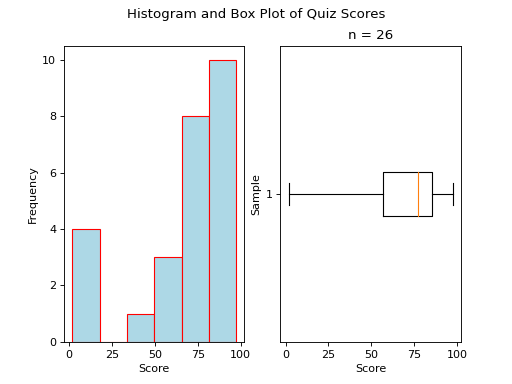 Histogram and Box Plot of Quiz Scores
Frequency
10
8
6
4
2
0
0 25 50 75 100
Score
n = 26
Sample
1
0 25 50 75 100
Score